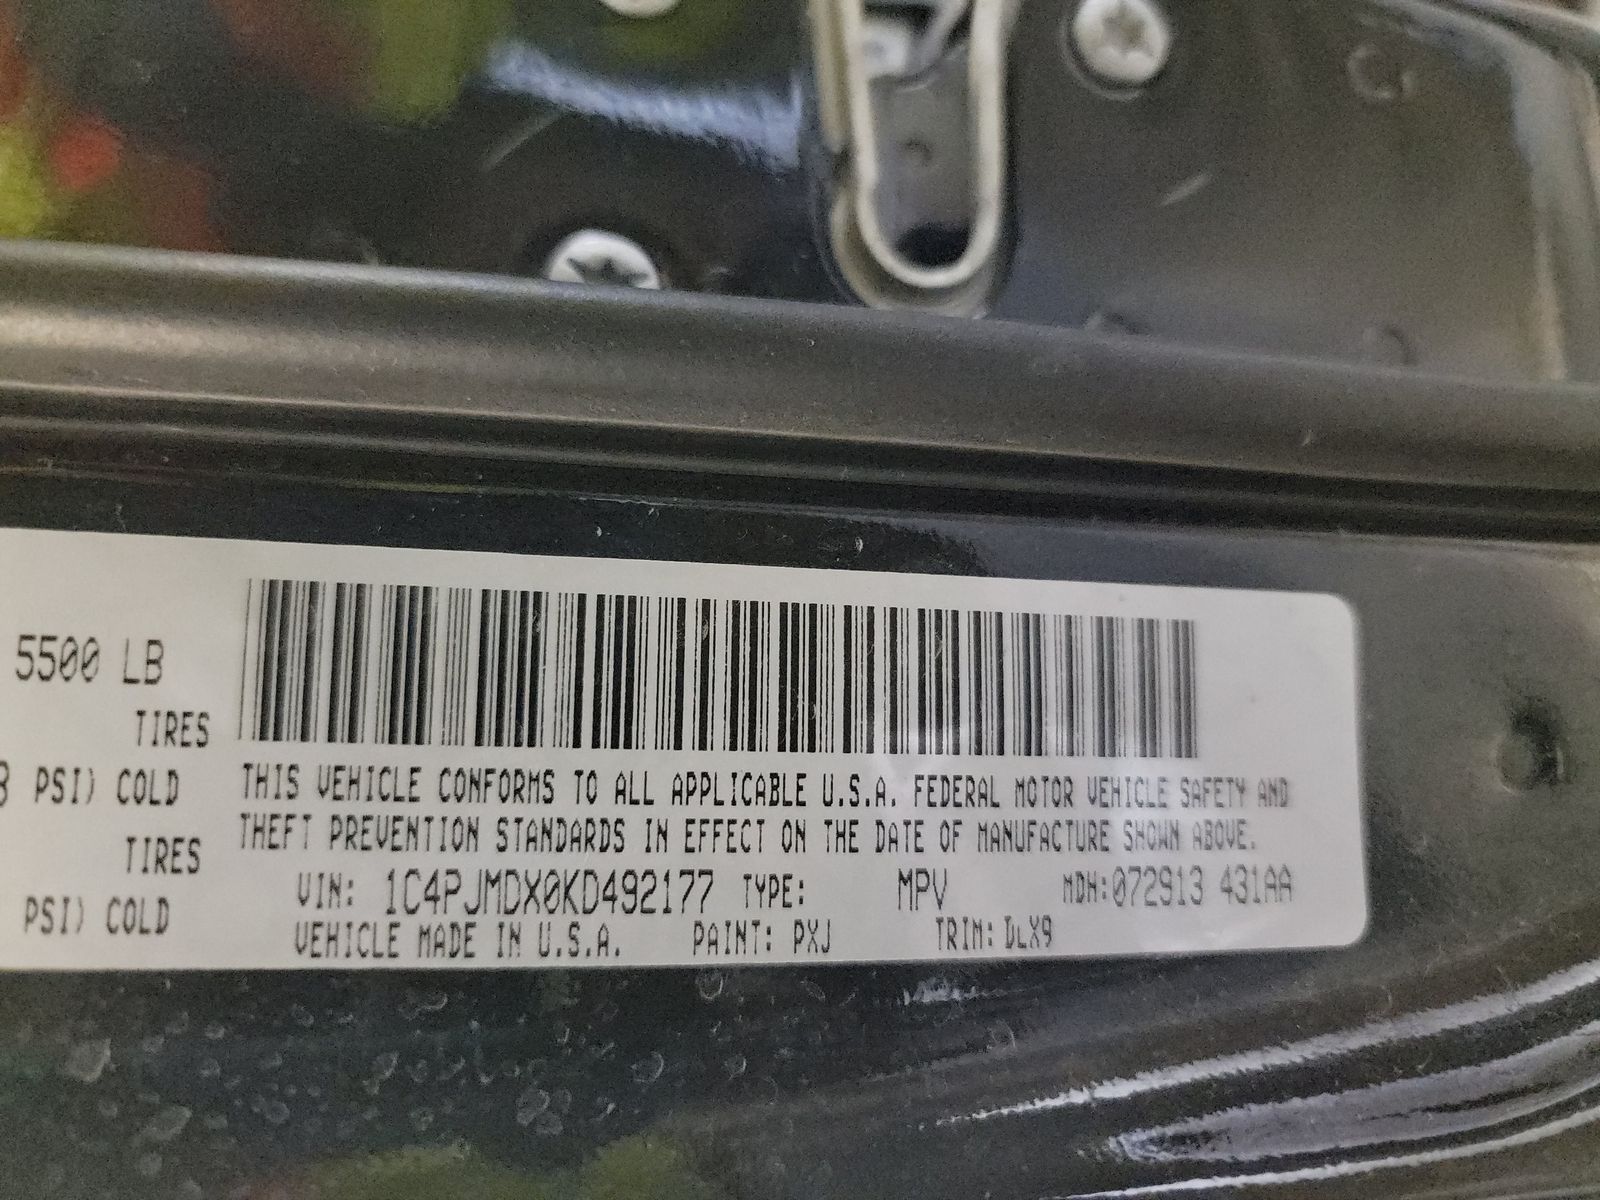 5500 LB
TIRES
PSI) COLD
THIS VEHICLE CONFORMS TO ALL APPLICABLE U.S.A. FEDERAL MOTOR VEHICLE SAFETY AND
THEFT PREVENTION STANDARDS IN EFFECT ON THE DATE OF MANUFACTURE SHOWN ABOVE.
TIRES
VIN: 1C4PJMDX0KD492177 TYPE: MPV MDH:072913 431AA
PSI) COLD
VEHICLE MADE IN U.S.A. PAINT: PXJ TRIM: DLX9